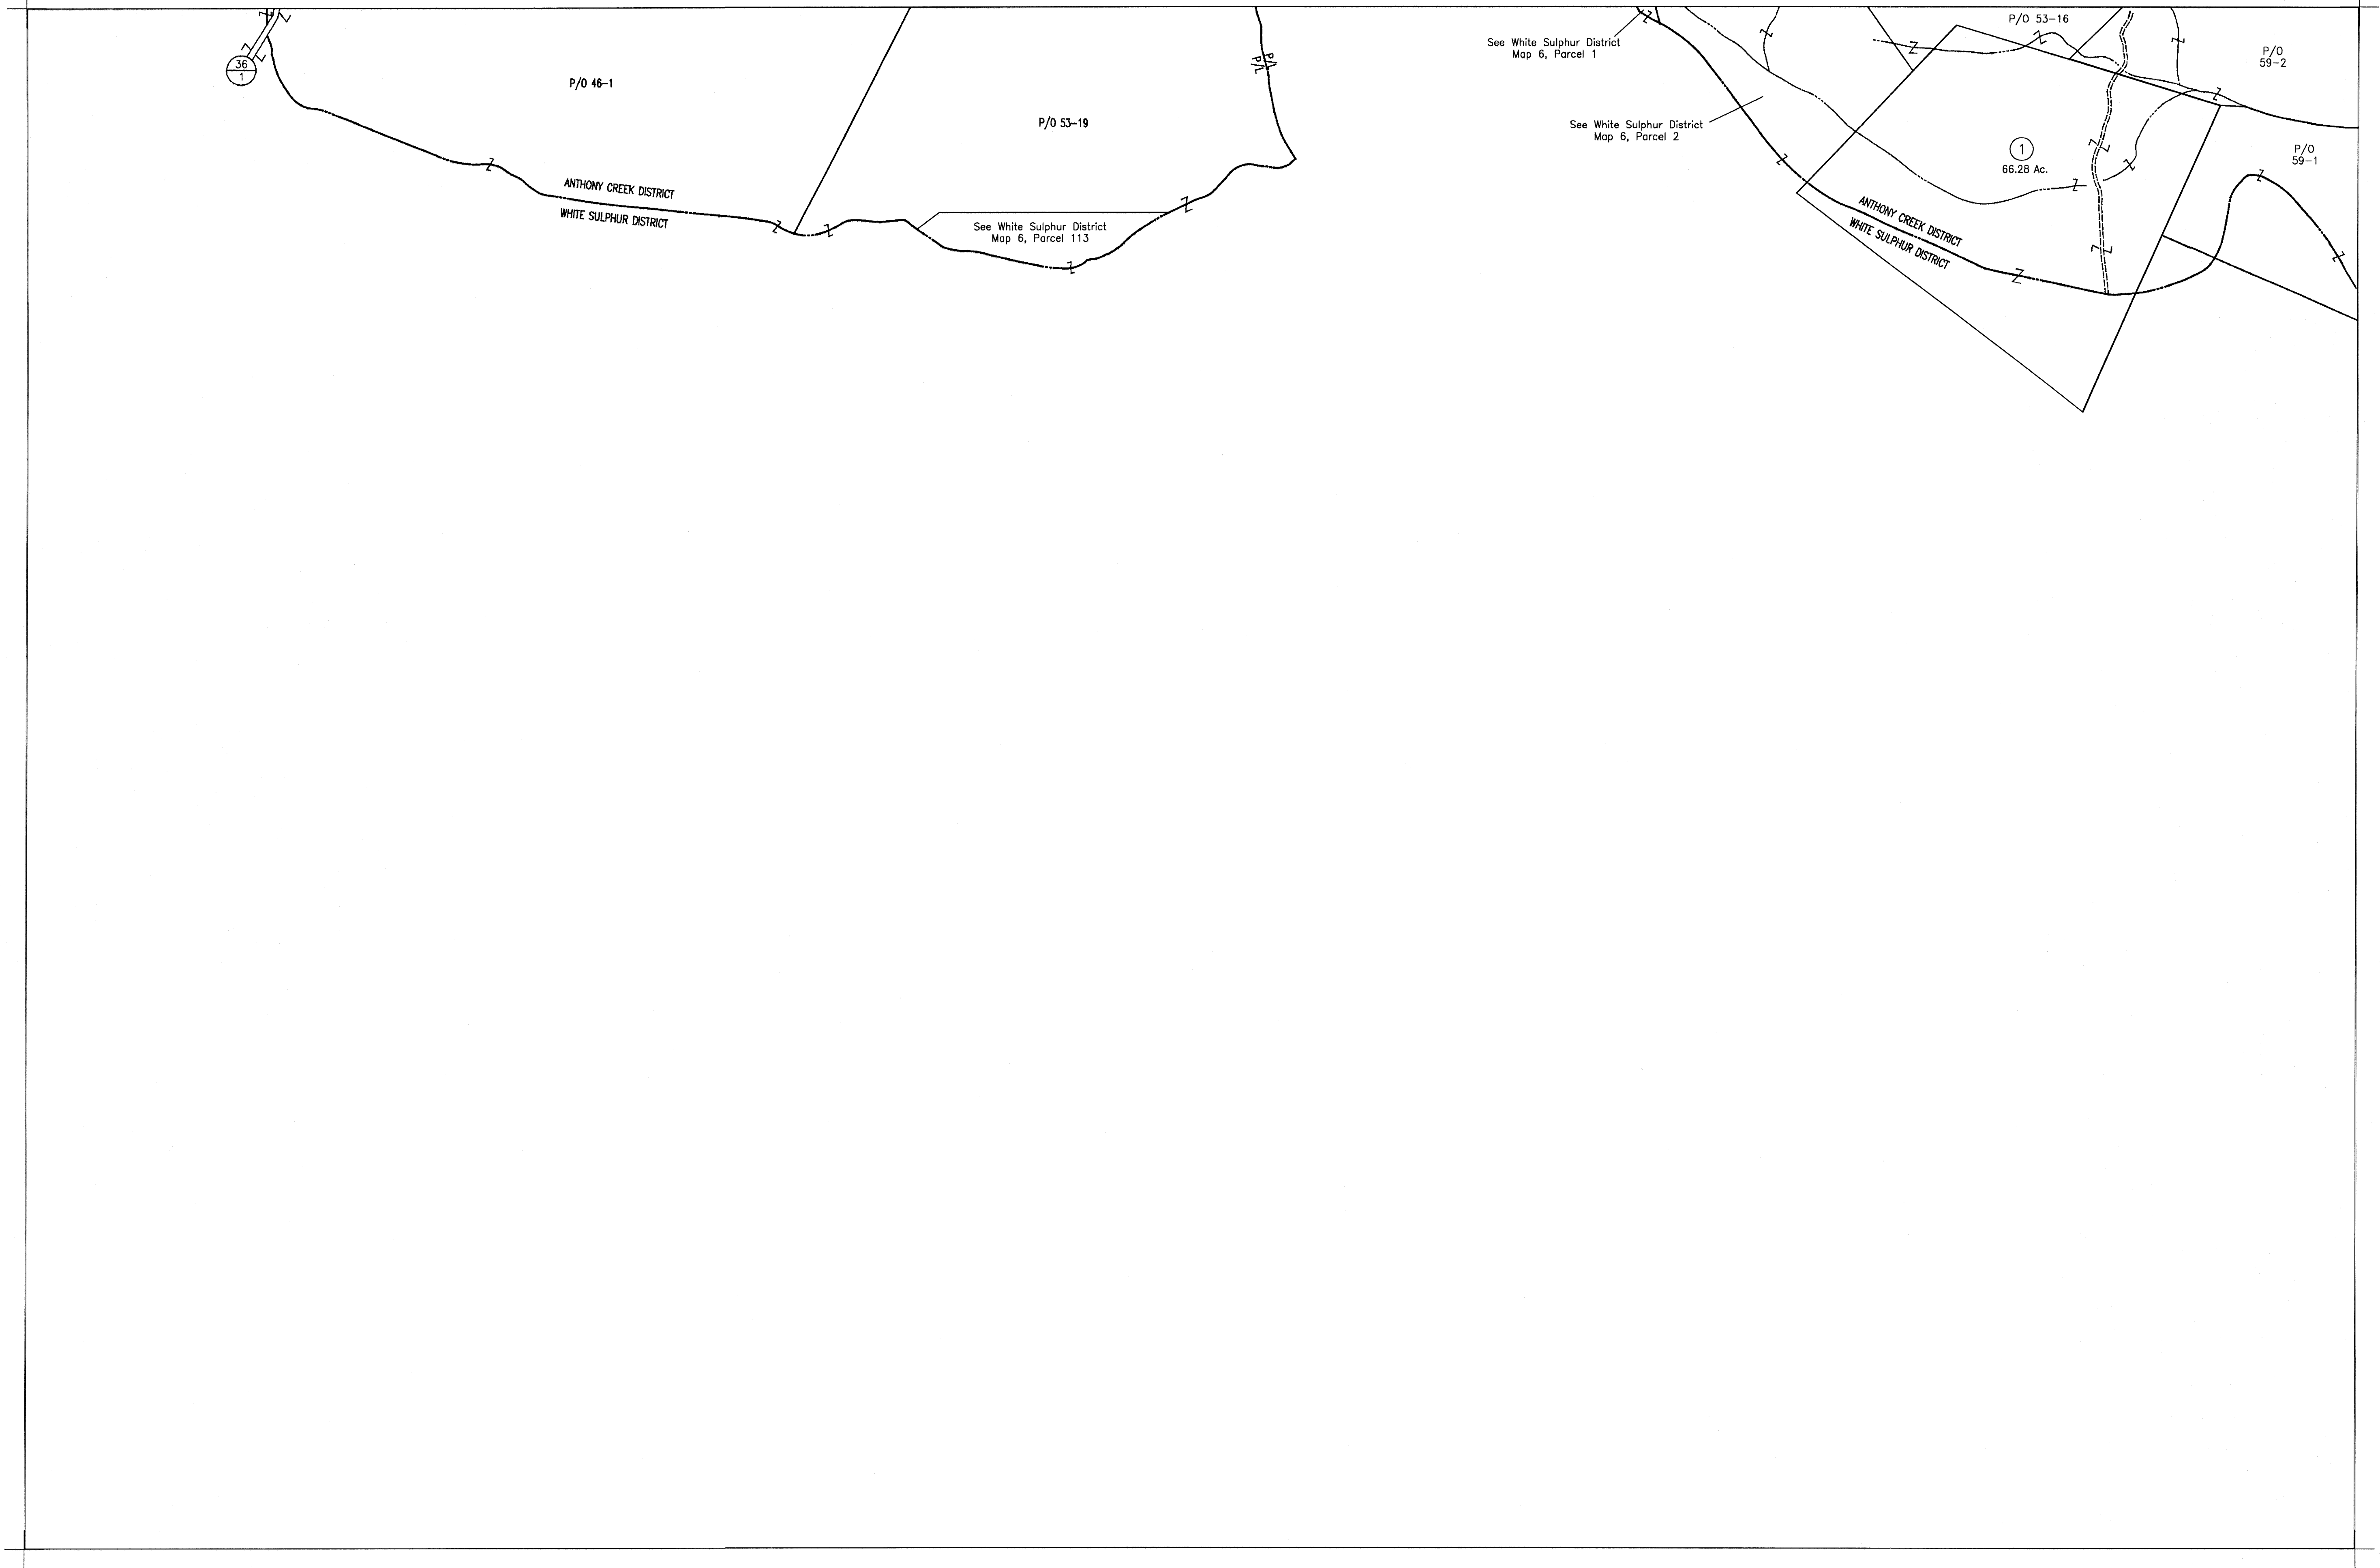 36
1
P/O 46-1
P/O 53-19
P/L
P/L
ANTHONY CREEK DISTRICT
WHITE SULPHUR DISTRICT
See White Sulphur District
Map 6, Parcel 113
See White Sulphur District
Map 6, Parcel 1
See White Sulphur District
Map 6, Parcel 2
P/O 53-16
P/O
59-2
1
66.28 Ac.
P/O
59-1
ANTHONY CREEK DISTRICT
WHITE SULPHUR DISTRICT